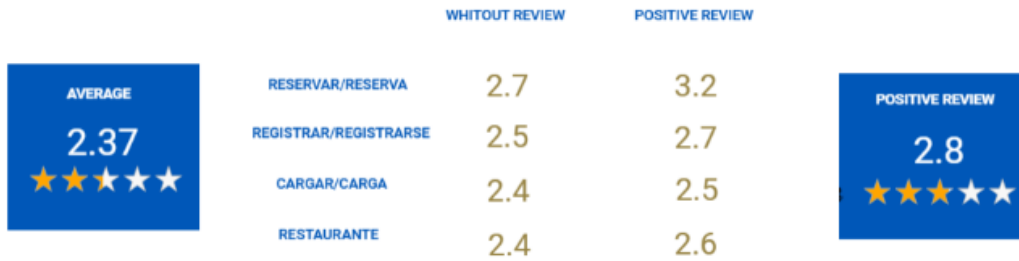 WHITOUT REVIEW POSITIVE REVIEW
AVERAGE
2.37
RESERVAR/RESERVA 2.7 3.2
REGISTRAR/REGISTRARSE 2.5 2.7
CARGAR/CARGA 2.4 2.5
RESTAURANTE 2.4 2.6
POSITIVE REVIEW
2.8